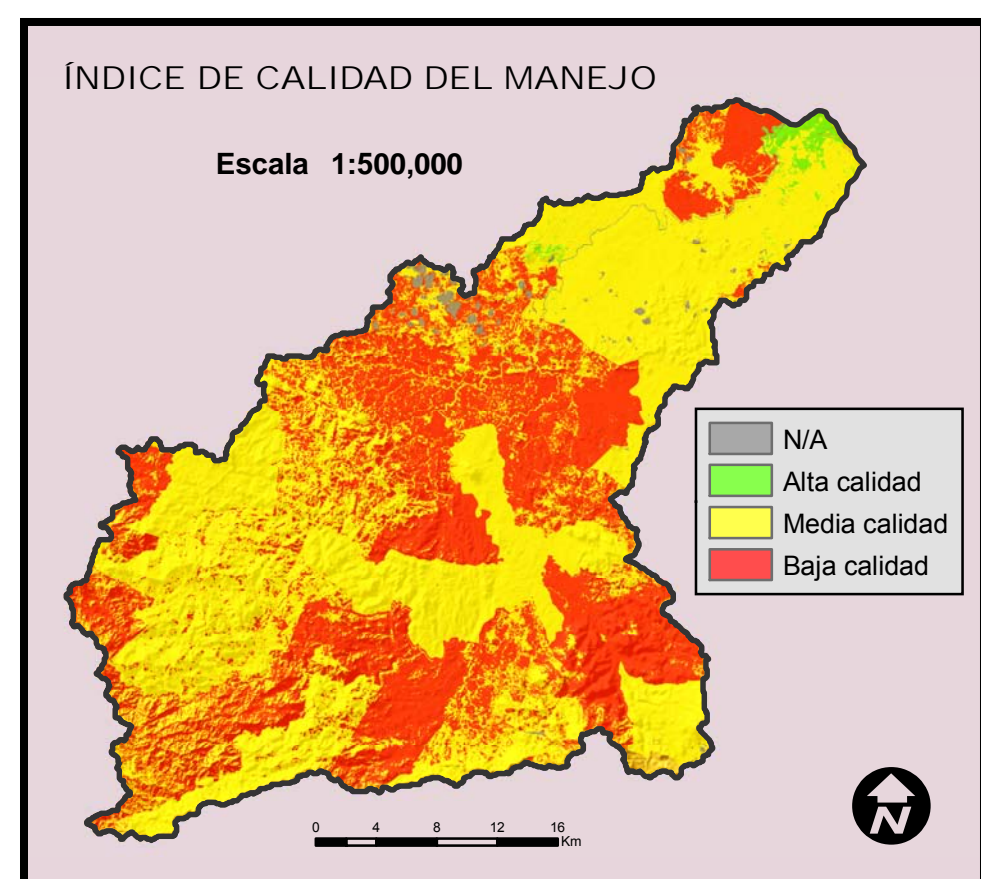 ÍNDICE DE CALIDAD DEL MANEJO
Escala 1:500,000
N/A
Alta calidad
Media calidad
Baja calidad
0 4 8 12 16
Km
N